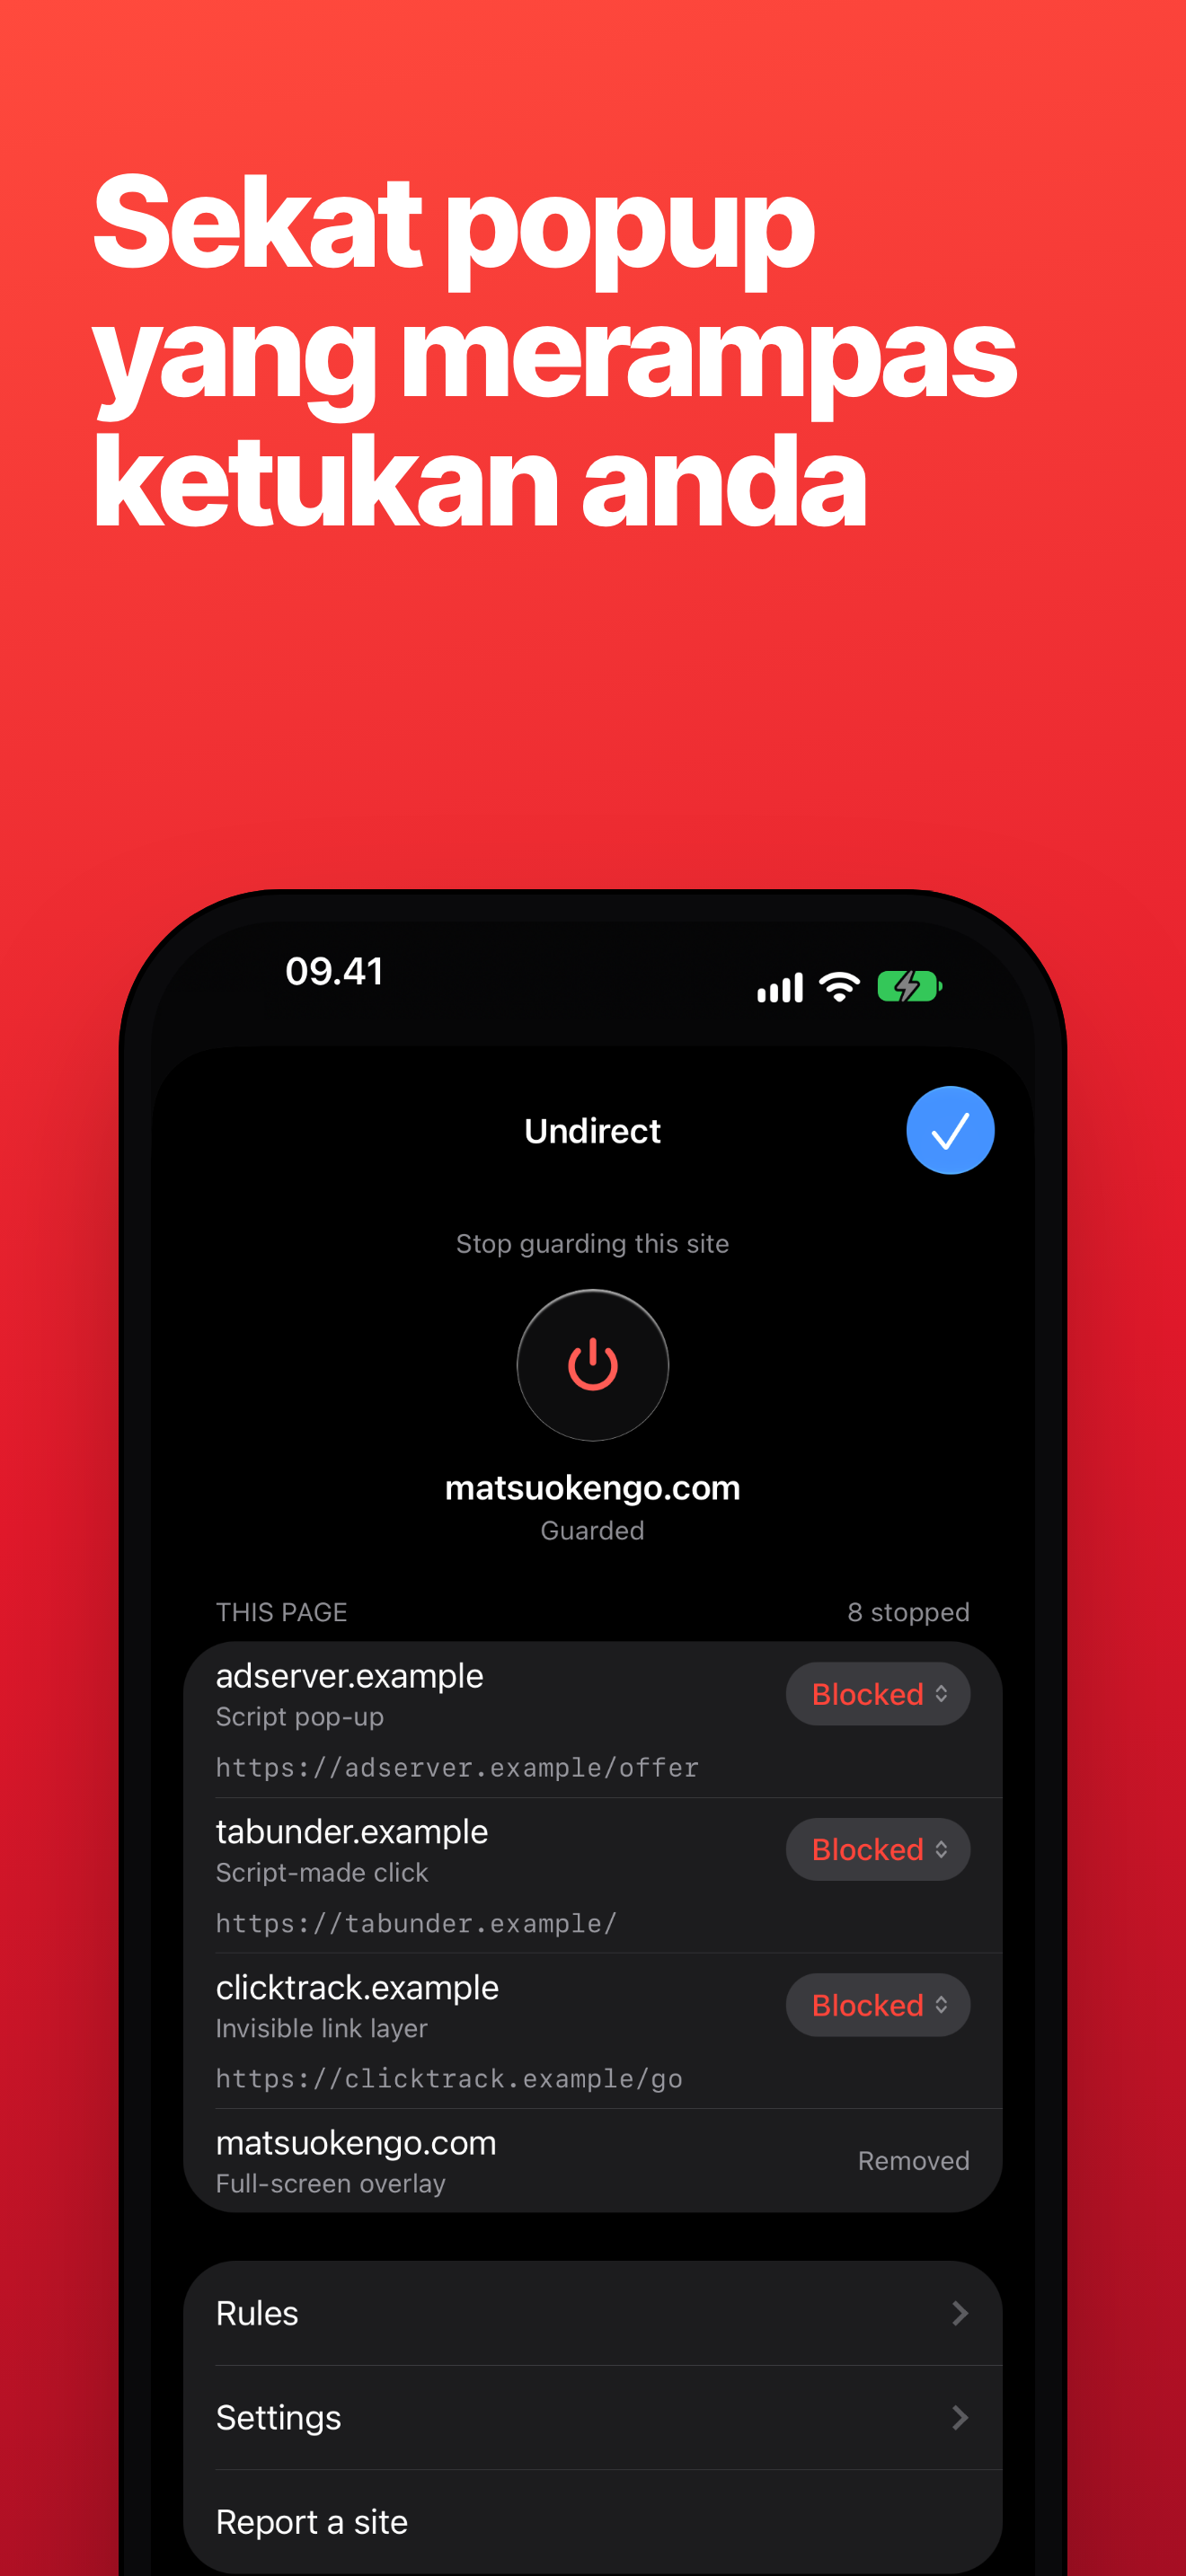 Sekat popup
yang merampas
ketukan anda
09.41
Undirect
Stop guarding this site
matsuokengo.com
Guarded
THIS PAGE 8 stopped
adserver.example Blocked
Script pop-up
https://adserver.example/offer
tabunder.example Blocked
Script-made click
https://tabunder.example/
clicktrack.example Blocked
Invisible link layer
https://clicktrack.example/go
matsuokengo.com Removed
Full-screen overlay
Rules
Settings
Report a site